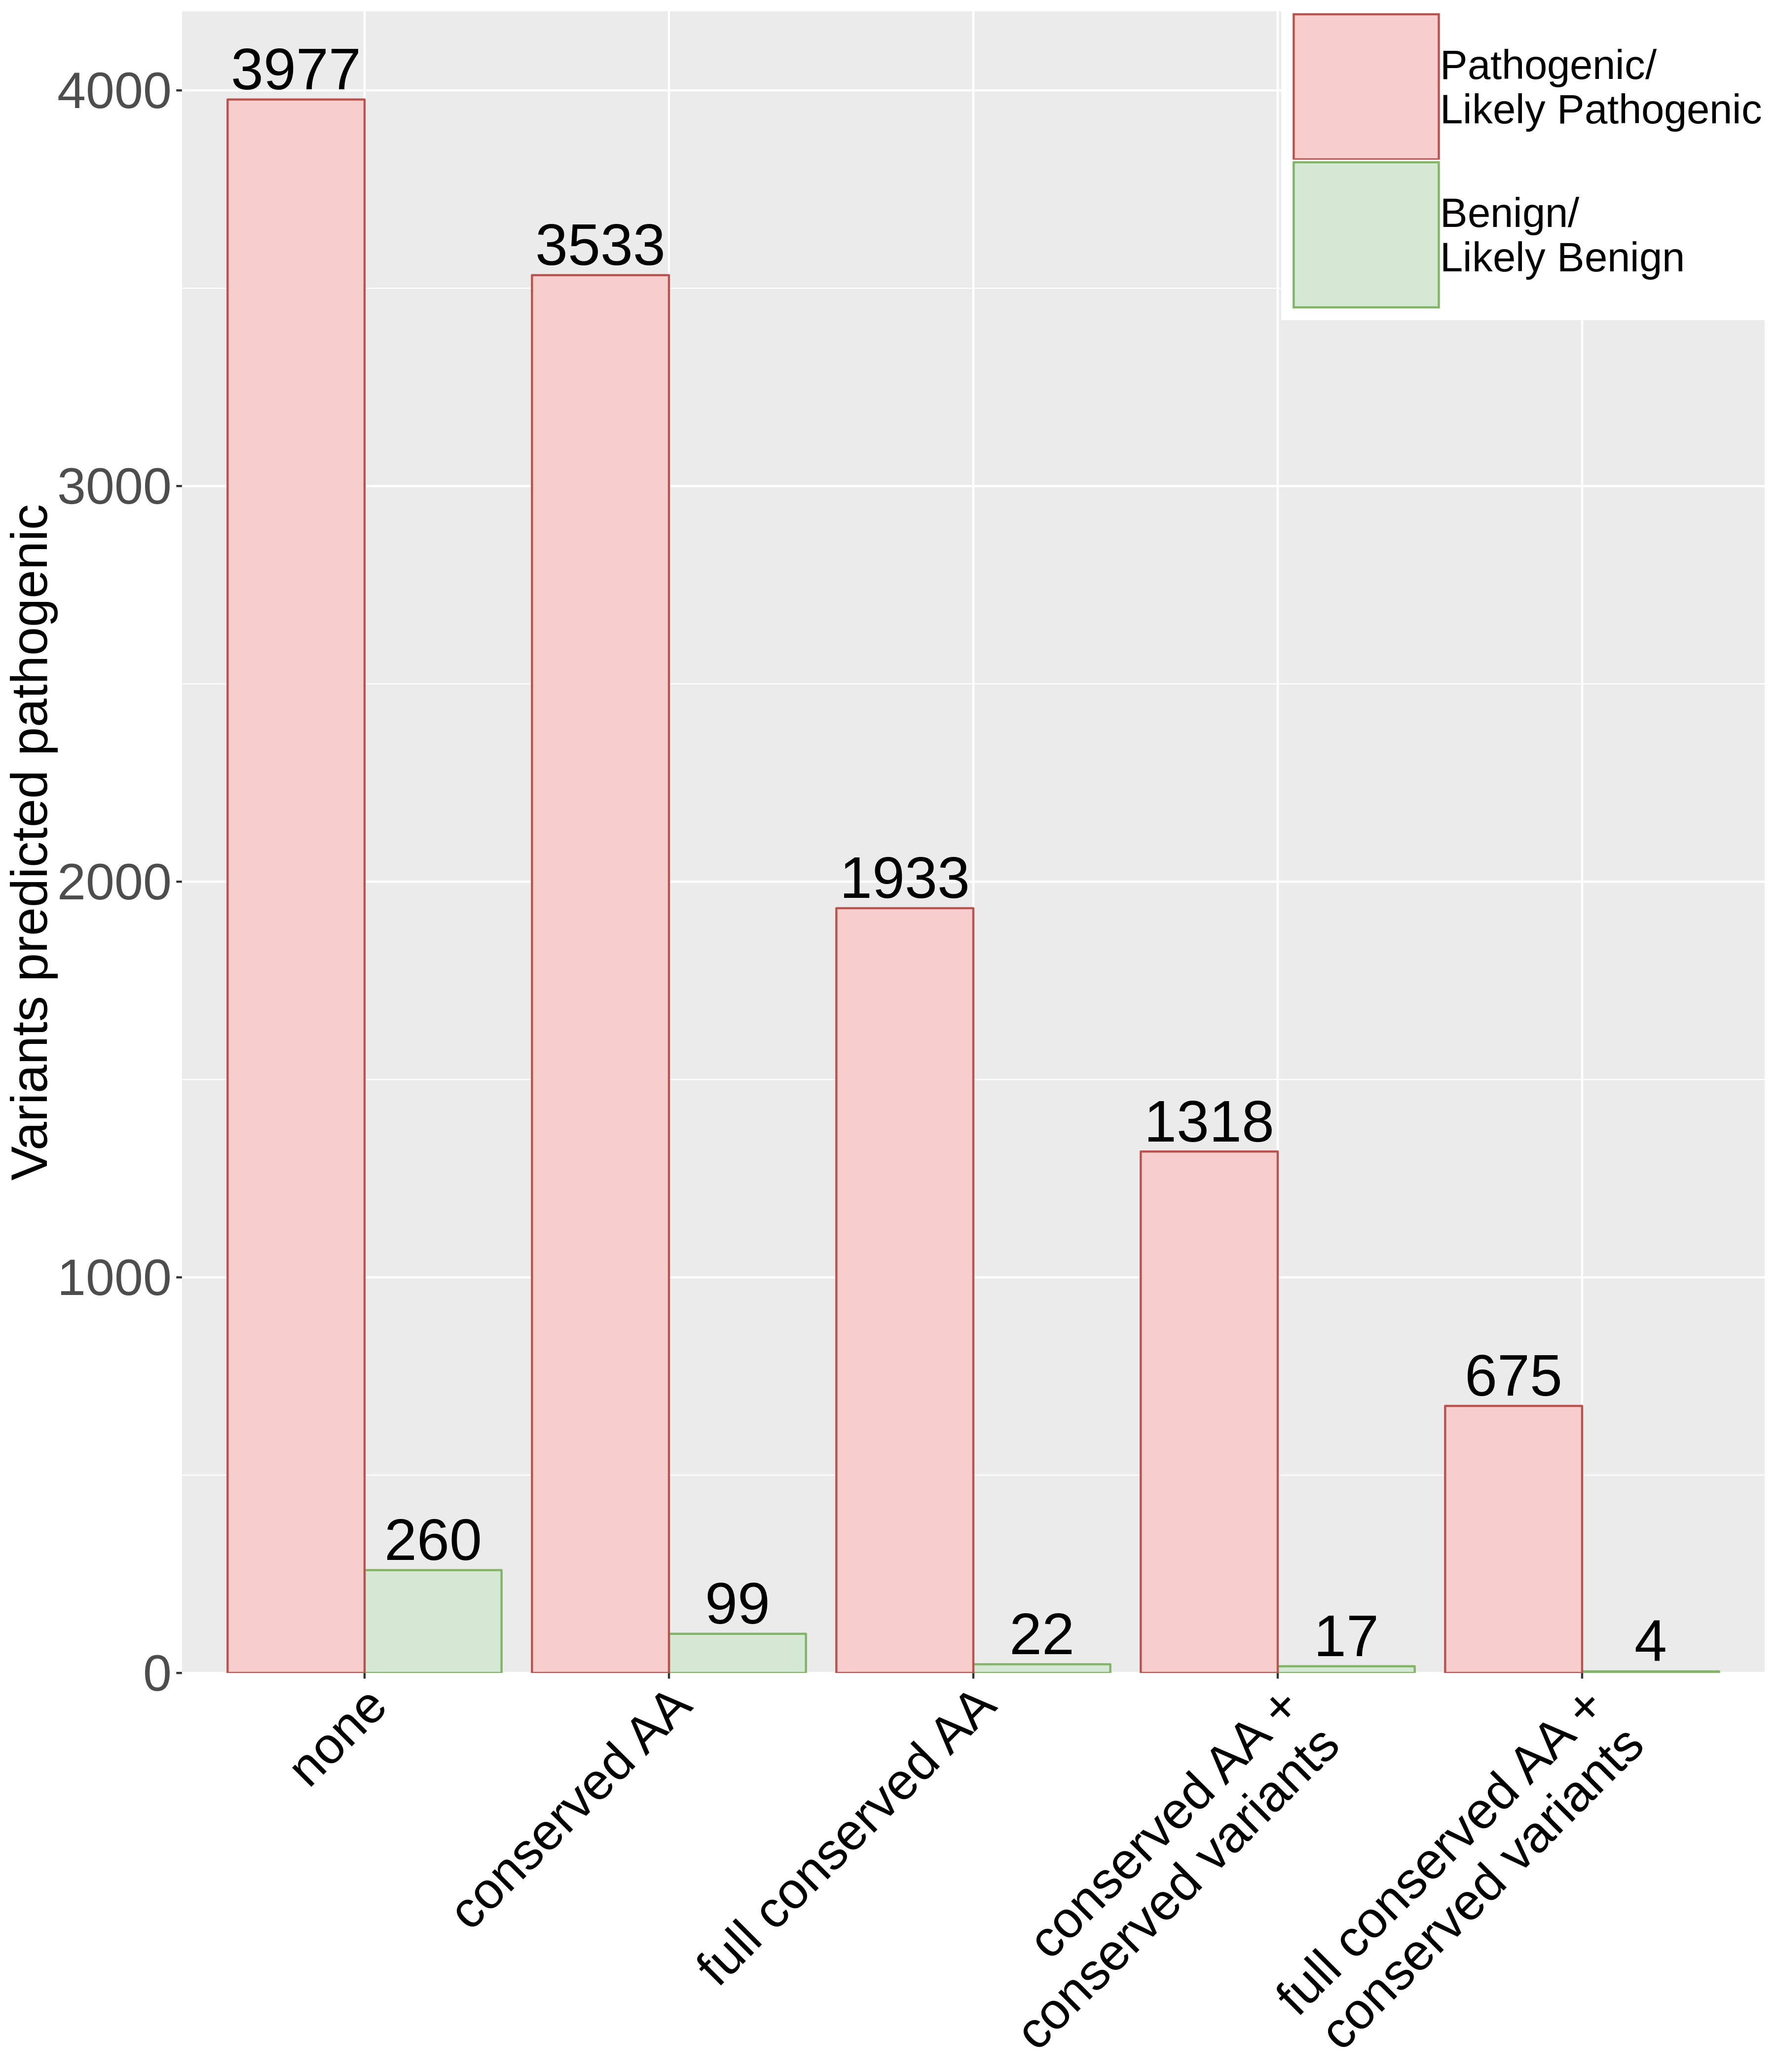 Pathogenic/
Likely Pathogenic
Benign/
Likely Benign
Variants predicted pathogenic
4000
3000
2000
1000
0
3977
260
3533
99
1933
22
1318
17
675
4
none
conserved AA
full conserved AA
conserved AA +
conserved variants
full conserved AA +
conserved variants